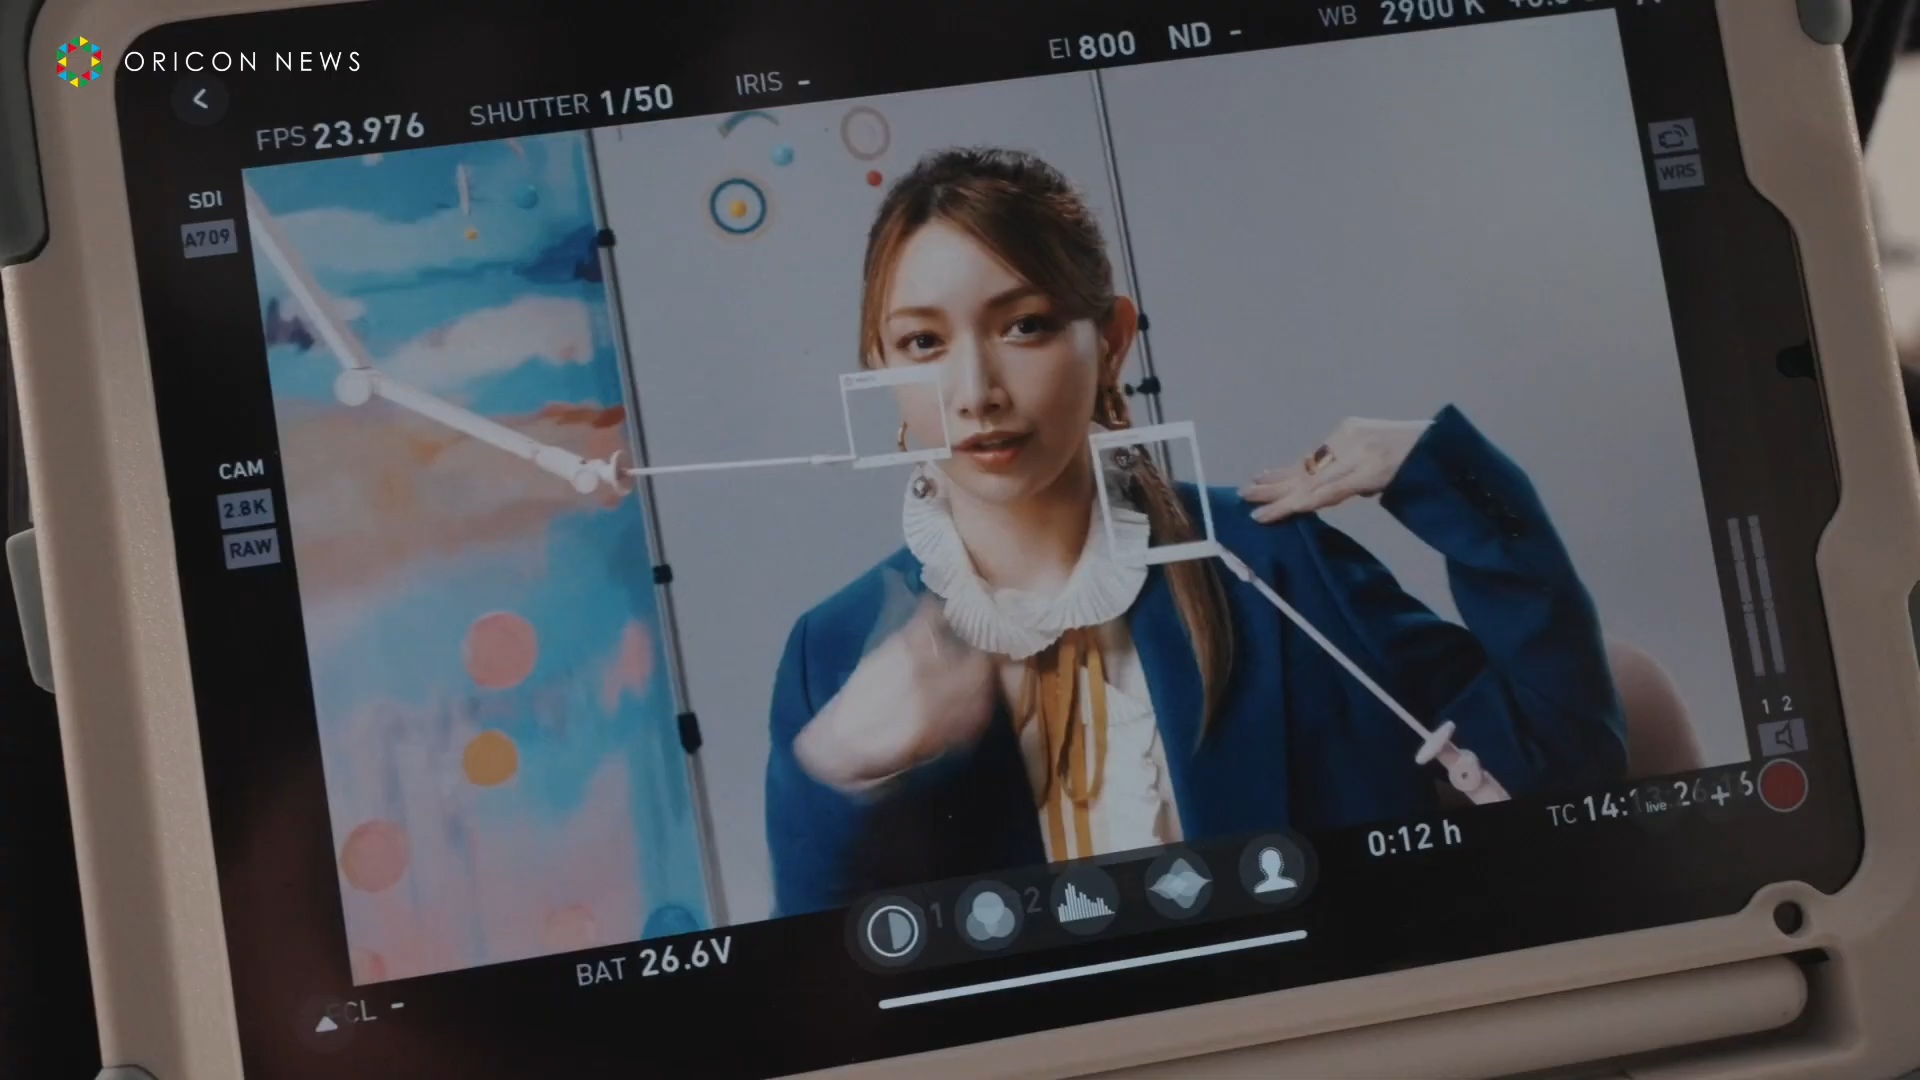 ORICON NEWS
FPS 23.976
SHUTTER 1/50
IRIS -
EI 800
ND -
WB 2900 K
SDI
A709
WRS
CAM
2.8K
RAW
1 2
TC 14:
live
0:12 h
1
2
BAT 26.6V